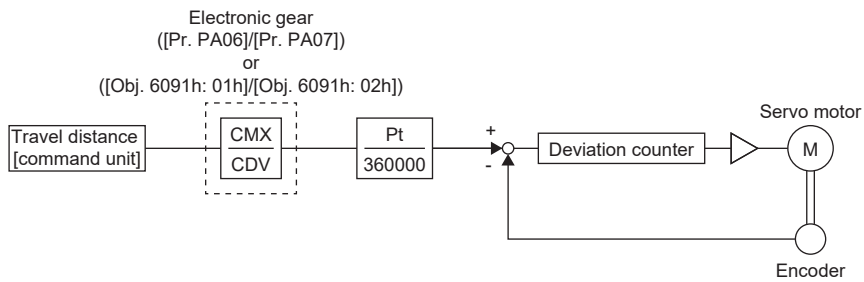 Electronic gear
([Pr. PA06]/[Pr. PA07])
or
([Obj. 6091h: 01h]/[Obj. 6091h: 02h])
Travel distance
[command unit]
CMX
CDV
Pt
360000
+
-
Deviation counter
Servo motor
M
Encoder